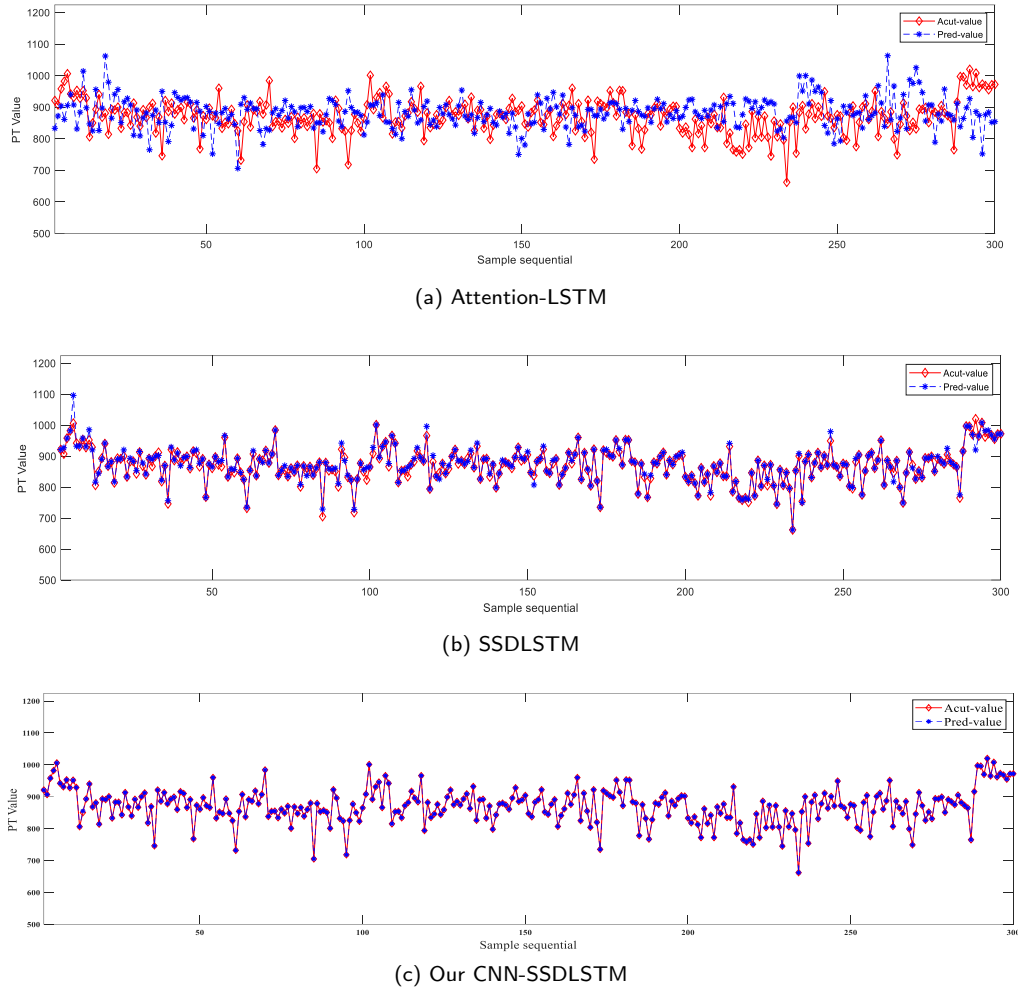 1200
1100
1000
900
800
700
600
500
PT Value
Acut-value
Pred-value
50
100
150
200
250
300
Sample sequential
(a) Attention-LSTM
1200
1100
1000
900
800
700
600
500
PT Value
Acut-value
Pred-value
50
100
150
200
250
300
Sample sequential
(b) SSDLSTM
1200
1100
1000
900
800
700
600
500
PT Value
Acut-value
Pred-value
50
100
150
200
250
300
Sample sequential
(c) Our CNN-SSDLSTM